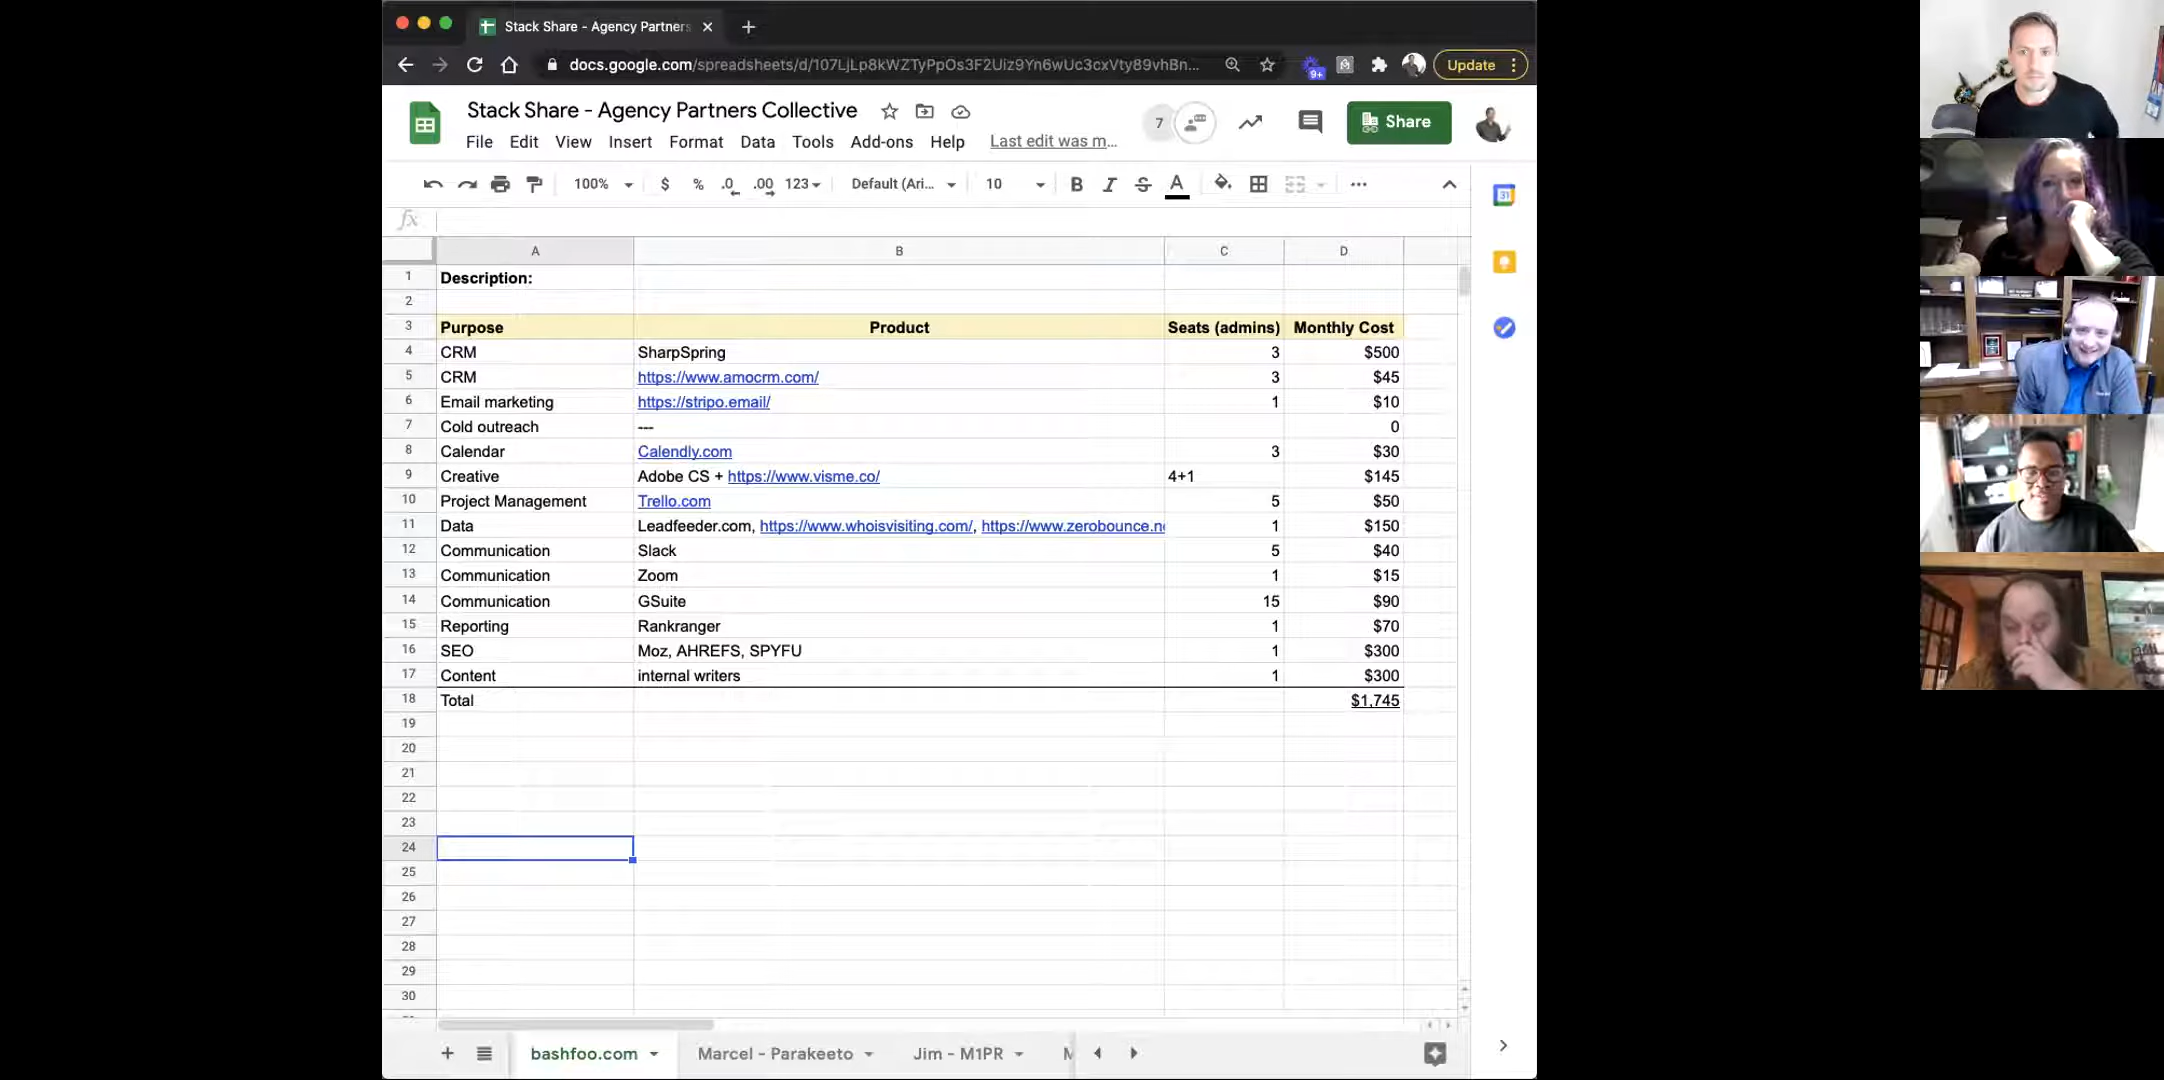 Stack Share - Agency Partners
docs.google.com/spreadsheets/d/107LjLp8kWZTyPpOs3F2Uiz9Yn6wUc3cxVty89vhBn...
9+
Update
Stack Share - Agency Partners Collective
7
Share
File Edit View Insert Format Data Tools Add-ons Help Last edit was m...
100% $ % .0 .00 123 Default (Ari... 10 B I S A
31
fx
A B C D
1 Description:
2
3 Purpose Product Seats (admins) Monthly Cost
4 CRM SharpSpring 3 $500
5 CRM https://www.amocrm.com/ 3 $45
6 Email marketing https://stripo.email/ 1 $10
7 Cold outreach --- 0
8 Calendar Calendly.com 3 $30
9 Creative Adobe CS + https://www.visme.co/ 4+1 $145
10 Project Management Trello.com 5 $50
11 Data Leadfeeder.com, https://www.whoisvisiting.com/, https://www.zerobounce.n 1 $150
12 Communication Slack 5 $40
13 Communication Zoom 1 $15
14 Communication GSuite 15 $90
15 Reporting Rankranger 1 $70
16 SEO Moz, AHREFS, SPYFU 1 $300
17 Content internal writers 1 $300
18 Total $1,745
19
20
21
22
23
24
25
26
27
28
29
30
bashfoo.com Marcel - Parakeeto Jim - M1PR